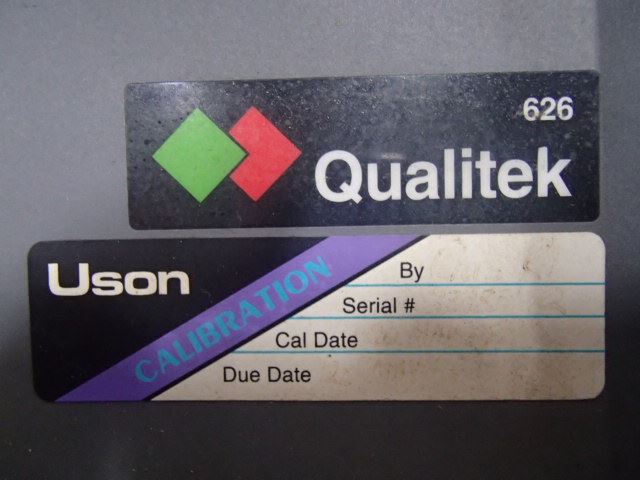 626
Qualitek
Uson
CALIBRATION
By
Serial #
Cal Date
Due Date